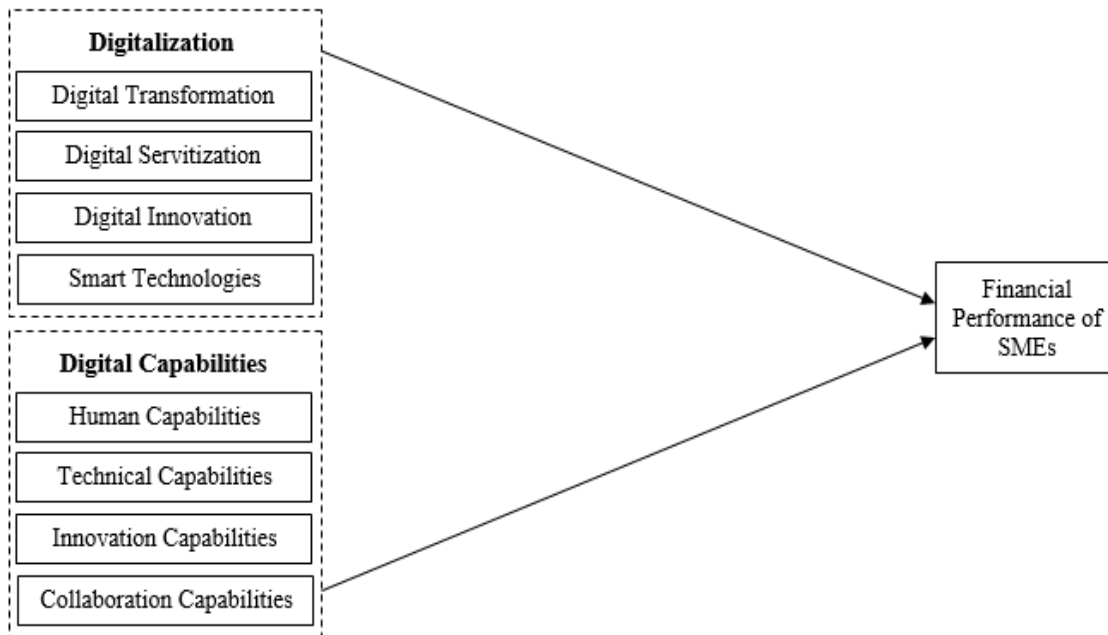 Digitalization
Digital Transformation
Digital Servitization
Digital Innovation
Smart Technologies
Digital Capabilities
Human Capabilities
Technical Capabilities
Innovation Capabilities
Collaboration Capabilities
Financial
Performance of
SMEs